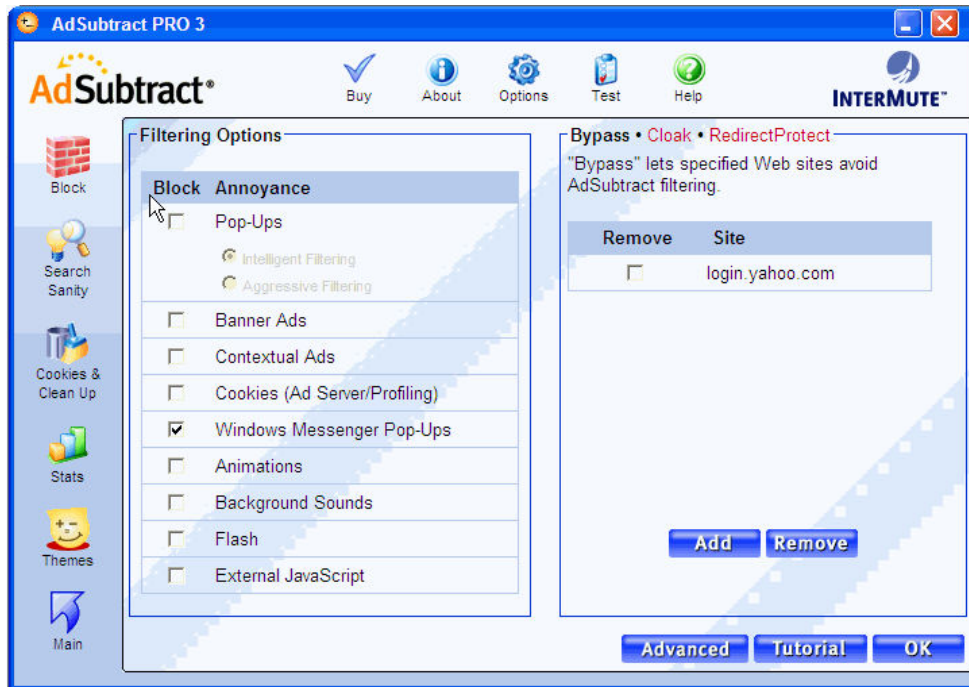 AdSubtract PRO 3
AdSubtract®
Buy
About
Options
Test
Help
INTERMUTE™
Block
Search
Sanity
Cookies &
Clean Up
Stats
Themes
Main
Filtering Options
Block Annoyance
Pop-Ups
Intelligent Filtering
Aggressive Filtering
Banner Ads
Contextual Ads
Cookies (Ad Server/Profiling)
Windows Messenger Pop-Ups
Animations
Background Sounds
Flash
External JavaScript
Bypass • Cloak • RedirectProtect
"Bypass" lets specified Web sites avoid
AdSubtract filtering.
Remove Site
login.yahoo.com
Add Remove
Advanced Tutorial OK